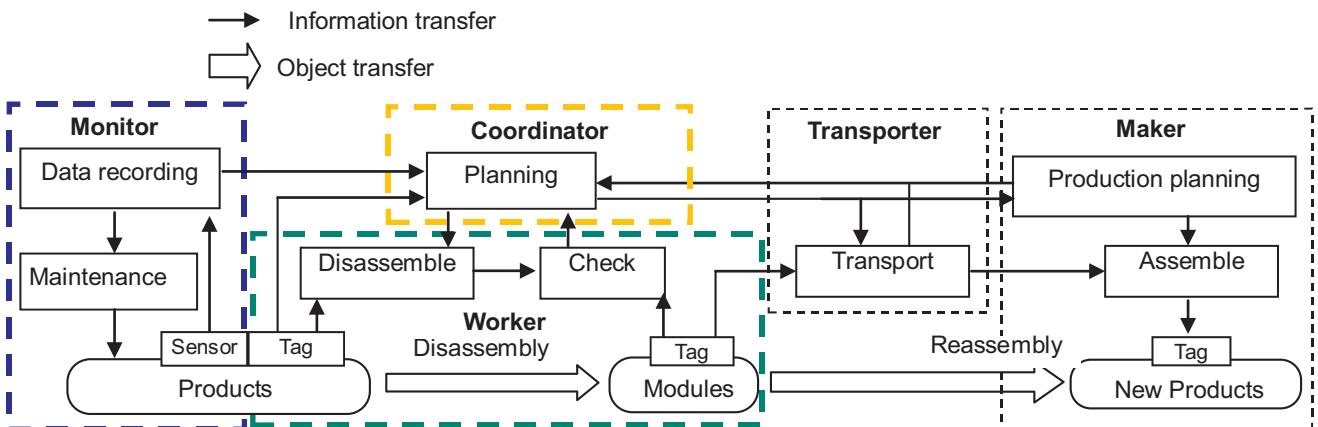 Information transfer
Object transfer
Monitor
Coordinator
Transporter
Maker
Data recording
Planning
Production planning
Maintenance
Disassemble
Check
Transport
Assemble
Worker
Disassembly
Reassembly
Sensor
Tag
Tag
Tag
Products
Modules
New Products